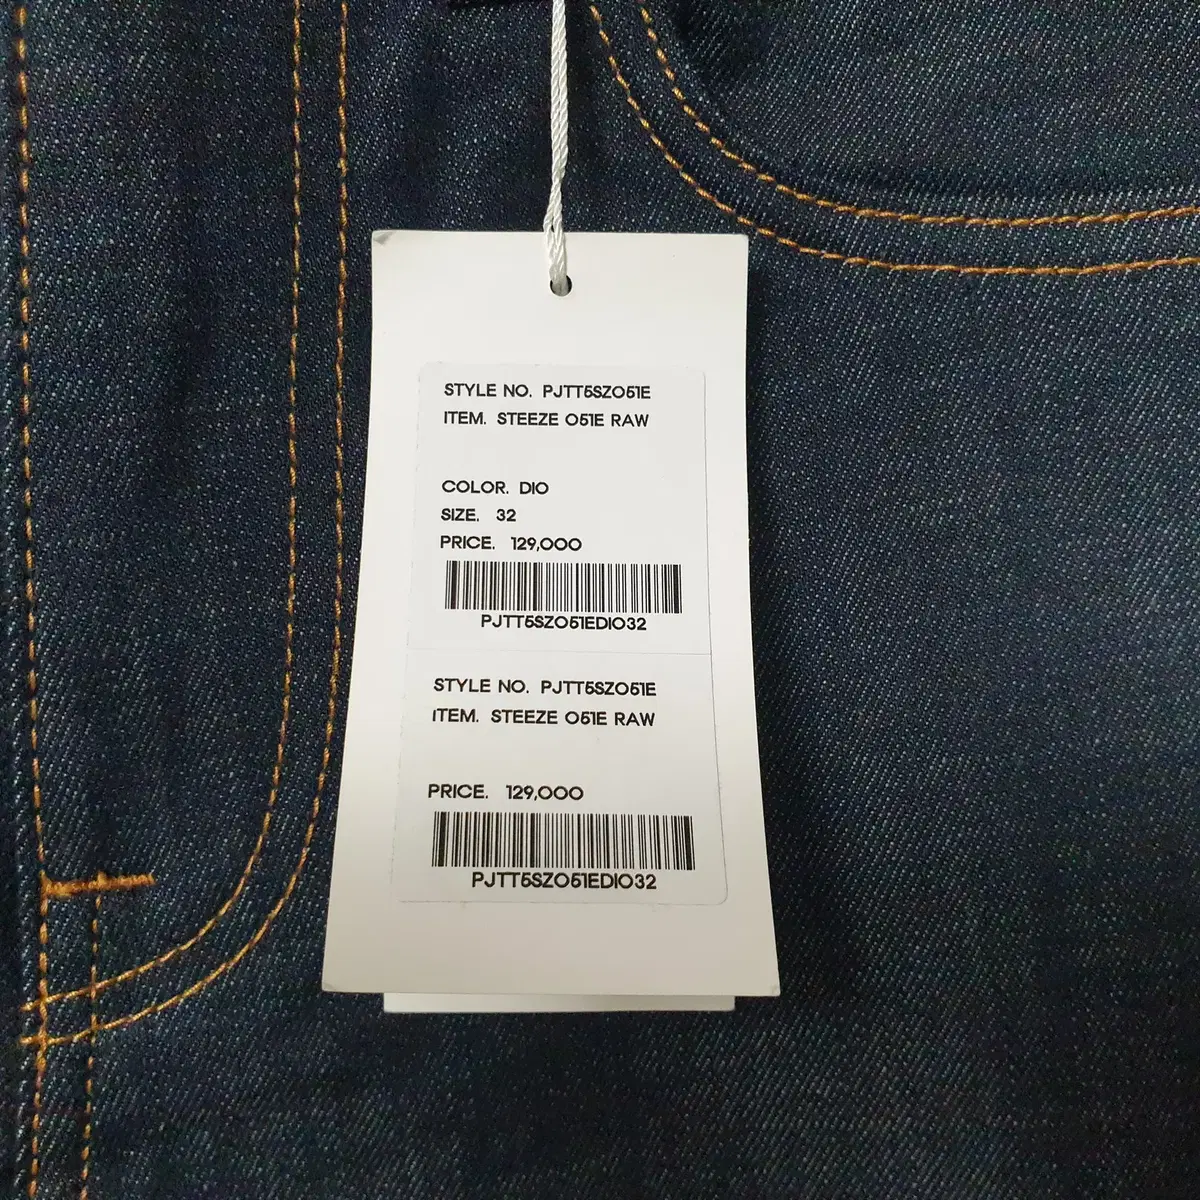 STYLE NO. PJTT5SZO51E
ITEM. STEEZE O51E RAW
COLOR. DIO
SIZE. 32
PRICE. 129,000
PJTT5SZO51EDIO32
STYLE NO. PJTT5SZO51E
ITEM. STEEZE O51E RAW
PRICE. 129,000
PJTT5SZO51EDIO32